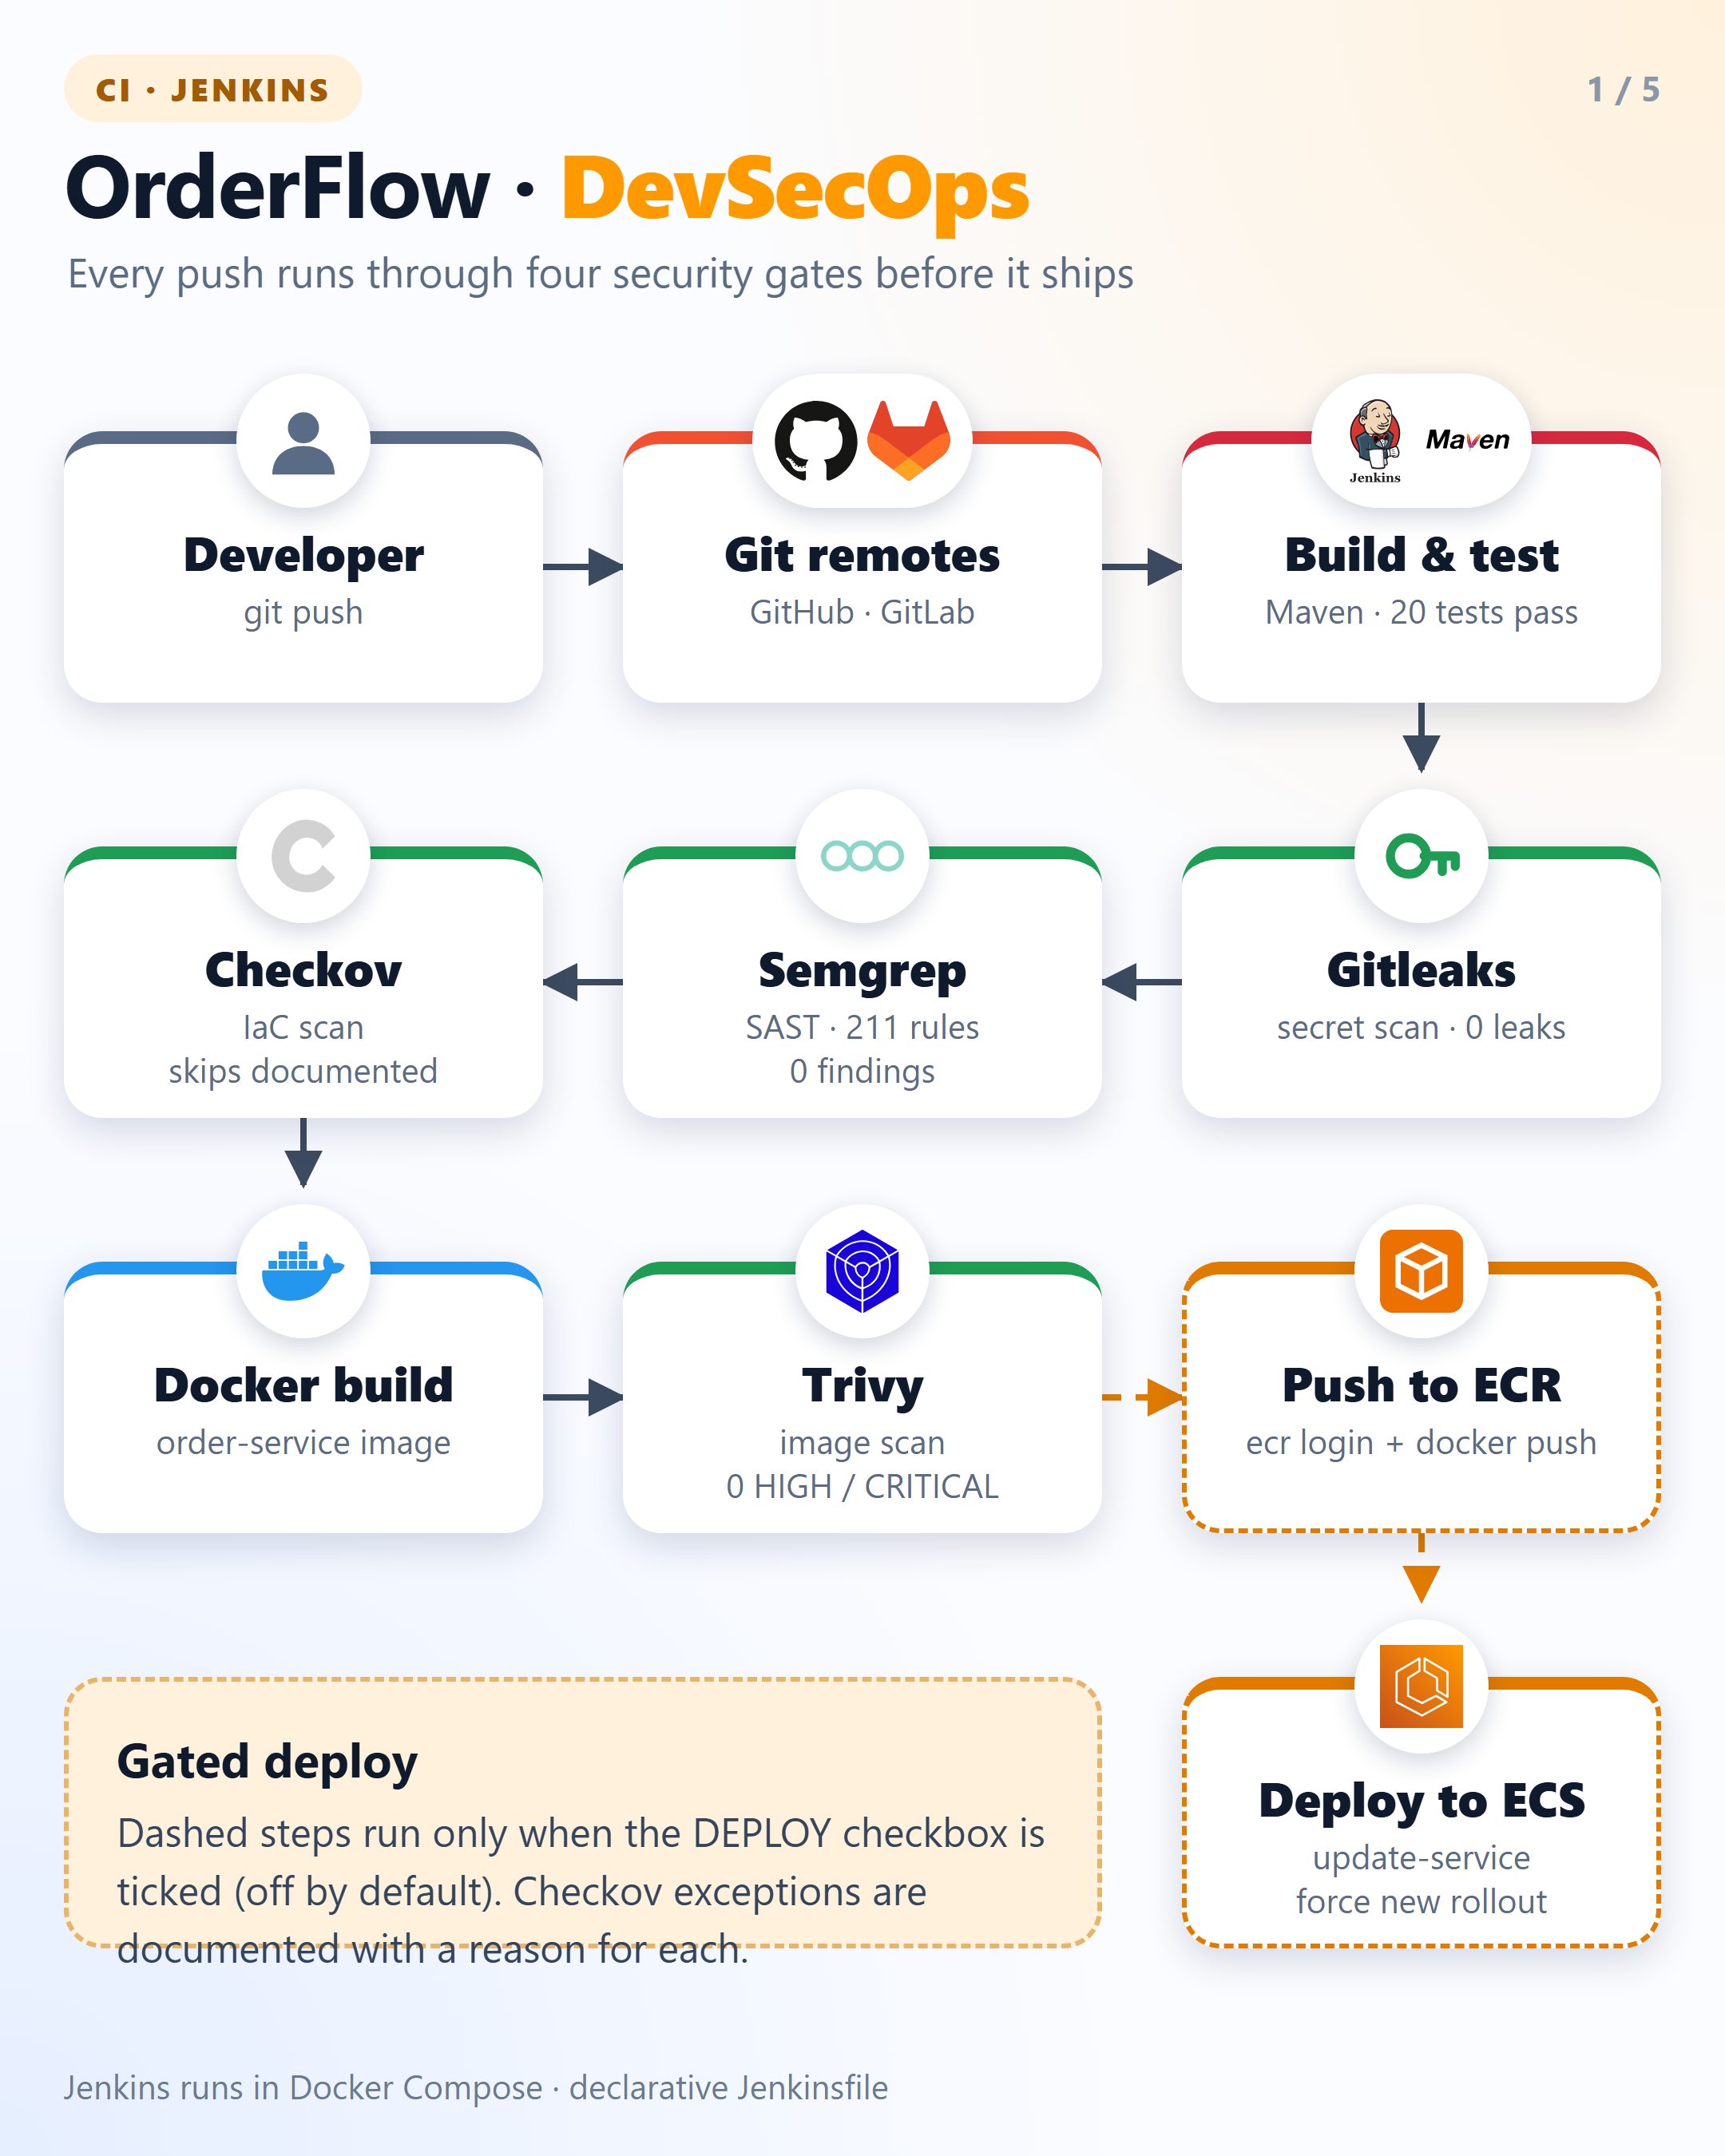 CI · JENKINS
1 / 5
OrderFlow · DevSecOps
Every push runs through four security gates before it ships
Jenkins
Maven
Developer
git push
Git remotes
GitHub · GitLab
Build & test
Maven · 20 tests pass
Checkov
IaC scan
skips documented
Semgrep
SAST · 211 rules
0 findings
Gitleaks
secret scan · 0 leaks
Docker build
order-service image
Trivy
image scan
0 HIGH / CRITICAL
Push to ECR
ecr login + docker push
Gated deploy
Dashed steps run only when the DEPLOY checkbox is
ticked (off by default). Checkov exceptions are
documented with a reason for each.
Deploy to ECS
update-service
force new rollout
Jenkins runs in Docker Compose · declarative Jenkinsfile